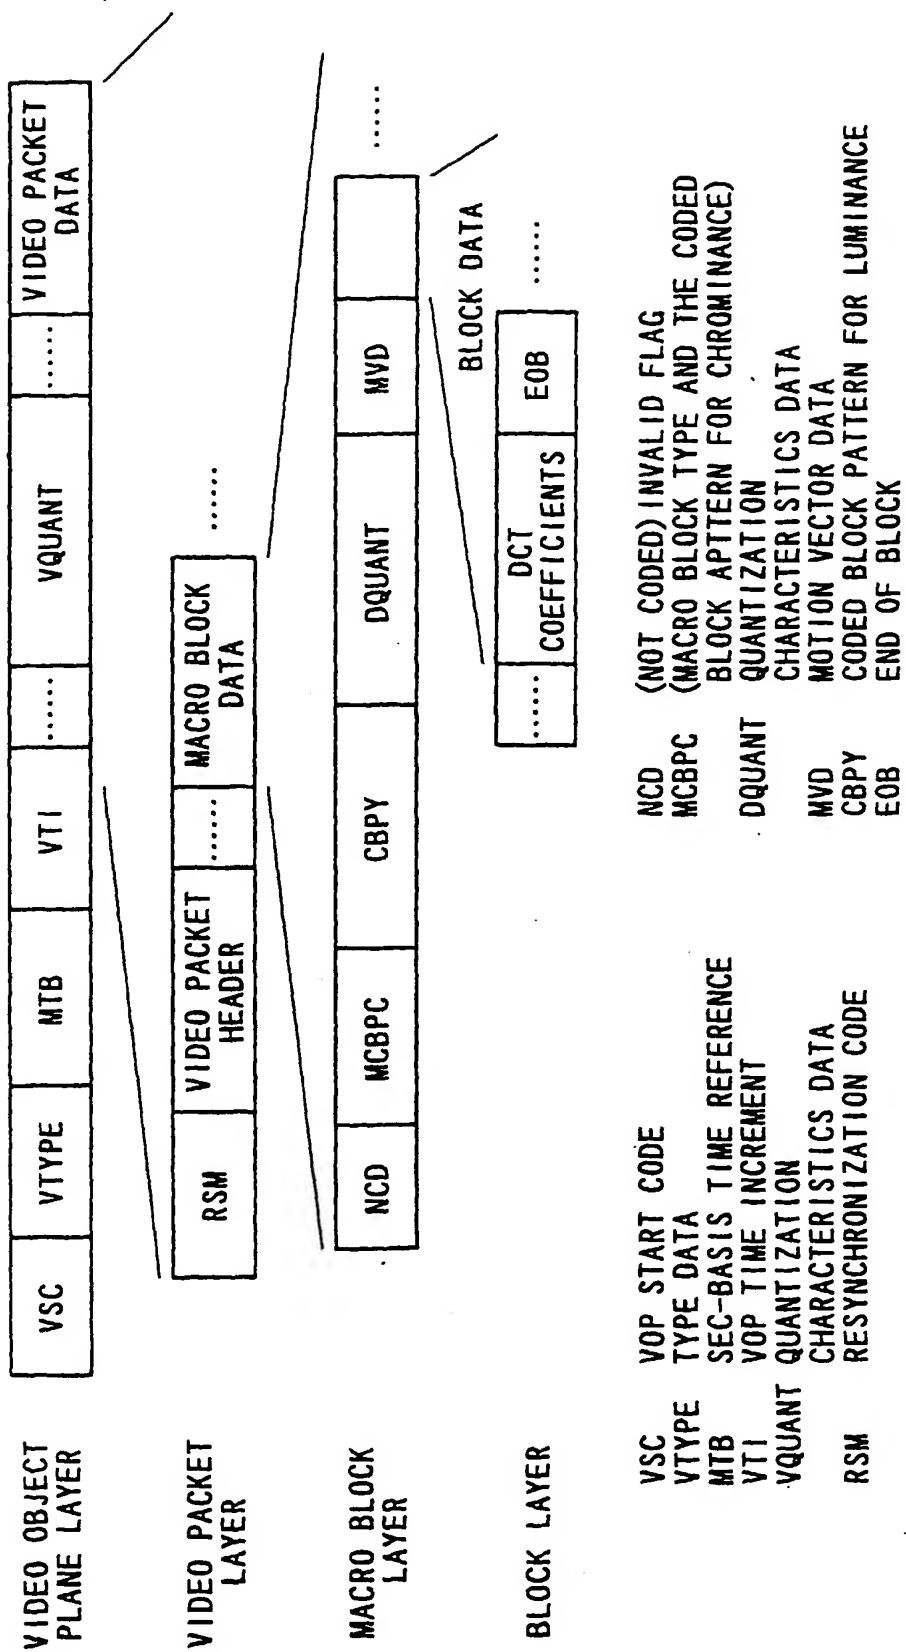 VIDEO OBJECT
PLANE LAYER
VSC VTYPE MTB VTI ...... VQUANT ...... VIDEO PACKET
DATA
VIDEO PACKET
LAYER
RSM VIDEO PACKET
HEADER
...... MACRO BLOCK
DATA
......
MACRO BLOCK
LAYER
NCD MCBPC CBPY DQUANT MVD ......
BLOCK LAYER
...... DCT
COEFFICIENTS
EOB ......
BLOCK DATA
VSC VOP START CODE
VTYPE TYPE DATA
MTB SEC-BASIS TIME REFERENCE
VTI VOP TIME INCREMENT
VQUANT QUANTIZATION
CHARACTERISTICS DATA
RSM RESYNCHRONIZATION CODE
NCD (NOT CODED) INVALID FLAG
MCBPC (MACRO BLOCK TYPE AND THE CODED
BLOCK APTTERN FOR CHROMINANCE)
DQUANT QUANTIZATION
CHARACTERISTICS DATA
MVD MOTION VECTOR DATA
CBPY CODED BLOCK PATTERN FOR LUMINANCE
EOB END OF BLOCK